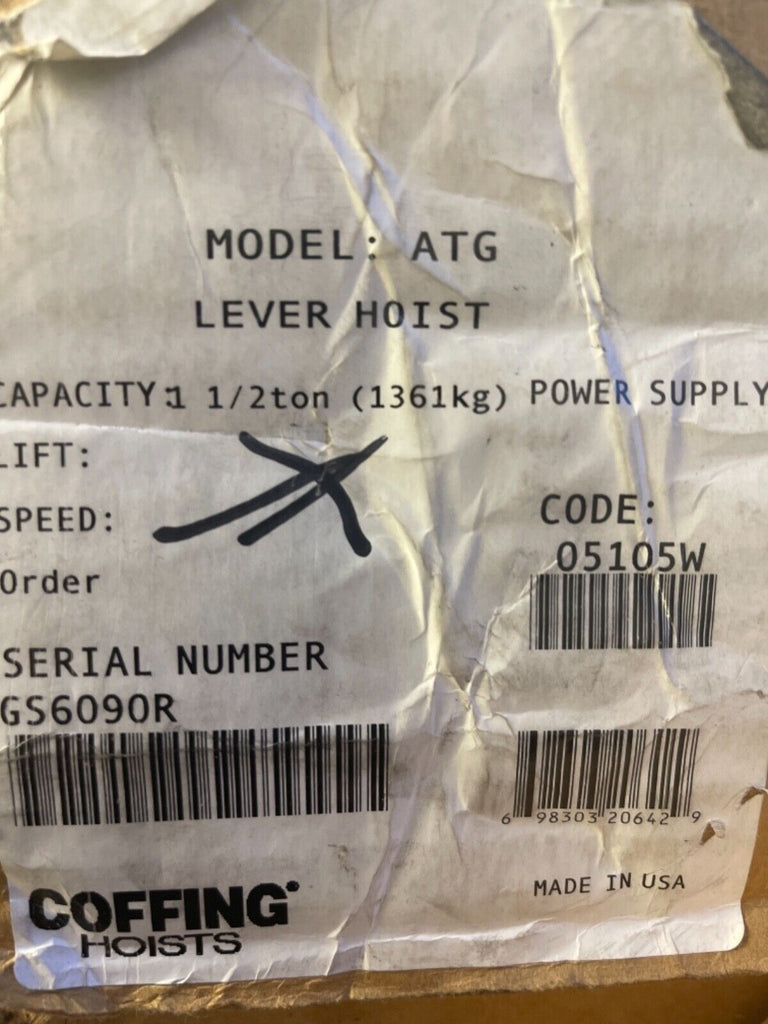 MODEL: ATG
LEVER HOIST
CAPACITY:1 1/2ton (1361kg) POWER SUPPLY
LIFT:
SPEED:
CODE:
05105W
Order
SERIAL NUMBER
GS6090R
6 98303 20642 9
COFFING
HOISTS
MADE IN USA